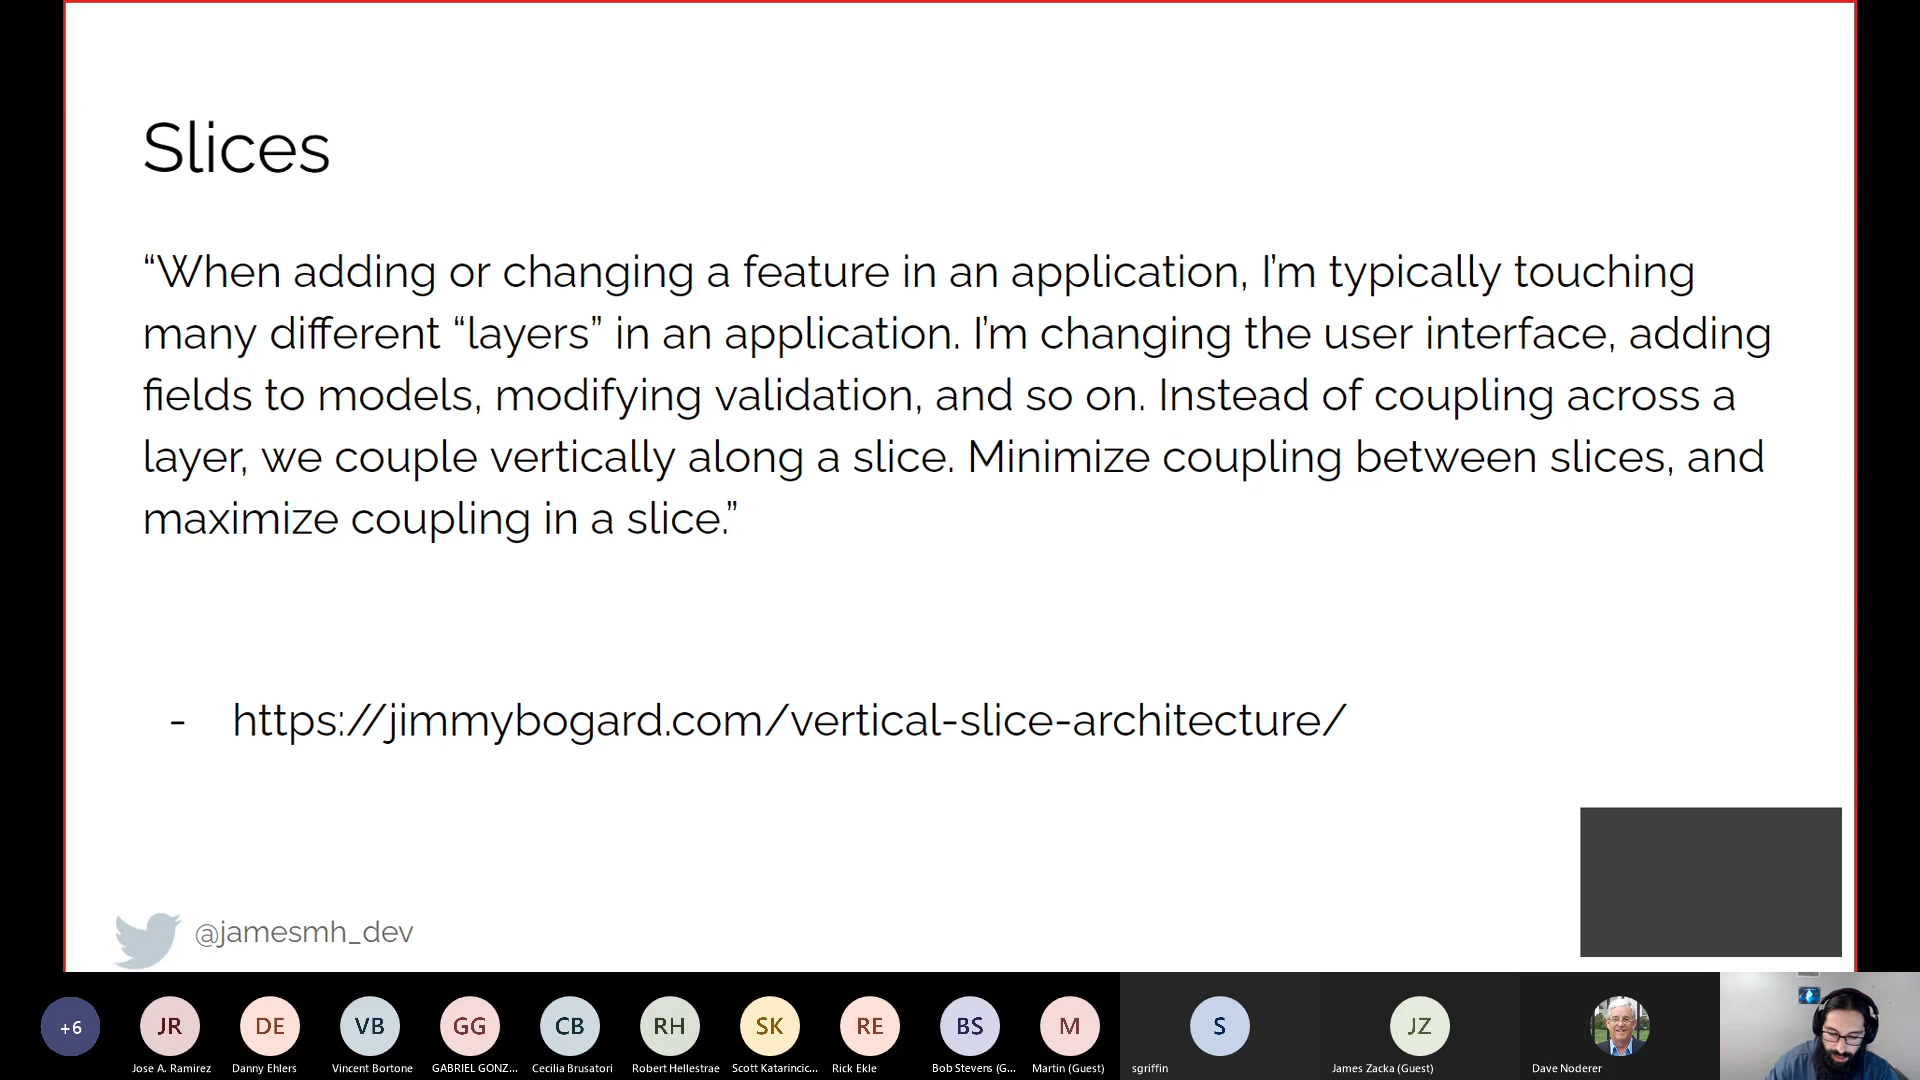 Slices
“When adding or changing a feature in an application, I’m typically touching
many different “layers” in an application. I’m changing the user interface, adding
fields to models, modifying validation, and so on. Instead of coupling across a
layer, we couple vertically along a slice. Minimize coupling between slices, and
maximize coupling in a slice.”
- https://jimmybogard.com/vertical-slice-architecture/
@jamesmh_dev
+6 JR DE VB GG CB RH SK RE BS M S JZ
Jose A. Ramirez Danny Ehlers Vincent Bortone GABRIEL GONZ... Cecilia Brusatori Robert Hellestrae Scott Katarincic... Rick Ekle Bob Stevens (G... Martin (Guest) sgriffin James Zacka (Guest) Dave Noderer